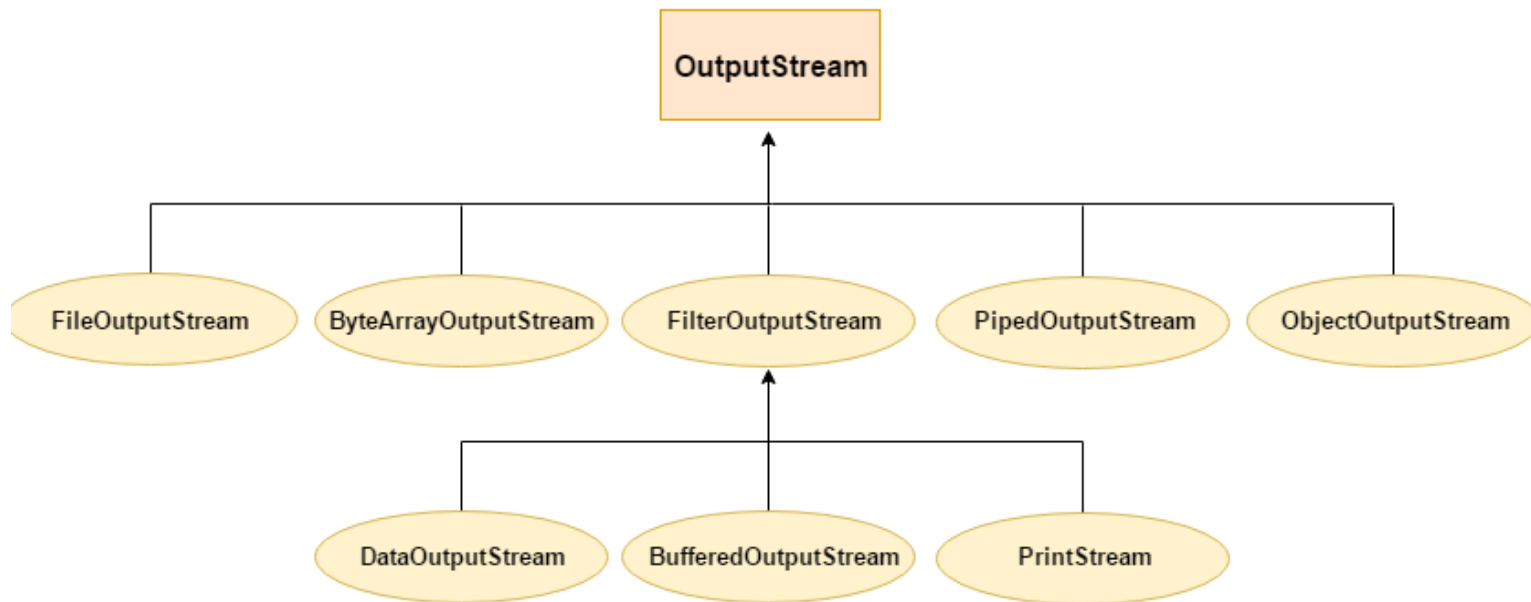 OutputStream
FileOutputStream
ByteArrayOutputStream
FilterOutputStream
PipedOutputStream
ObjectOutputStream
DataOutputStream
BufferedOutputStream
PrintStream